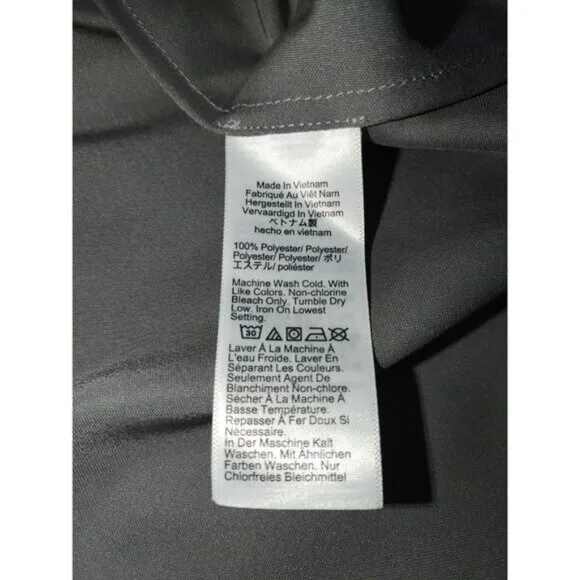 Made In Vietnam
Fabriqué Au Viêt Nam
Hergestellt In Vietnam
Vervaardigd In Vietnam
ベトナム製
hecho en vietnam
100% Polyester/Polyester/
Polyester/ Polyester/ ポリ
エステル/ poliéster
Machine Wash Cold. With
Like Colors. Non-chlorine
Bleach Only. Tumble Dry
Low. Iron On Lowest
Setting.
30
Laver À La Machine À
L'eau Froide. Laver En
Séparant Les Couleurs.
Seulement Agent De
Blanchiment Non-chlore.
Sécher À La Machine À
Basse Température.
Repasser À Fer Doux Si
Nécessaire.
In Der Maschine Kalt
Waschen. Mit Ähnlichen
Farben Waschen. Nur
Chlorfreies Bleichmittel